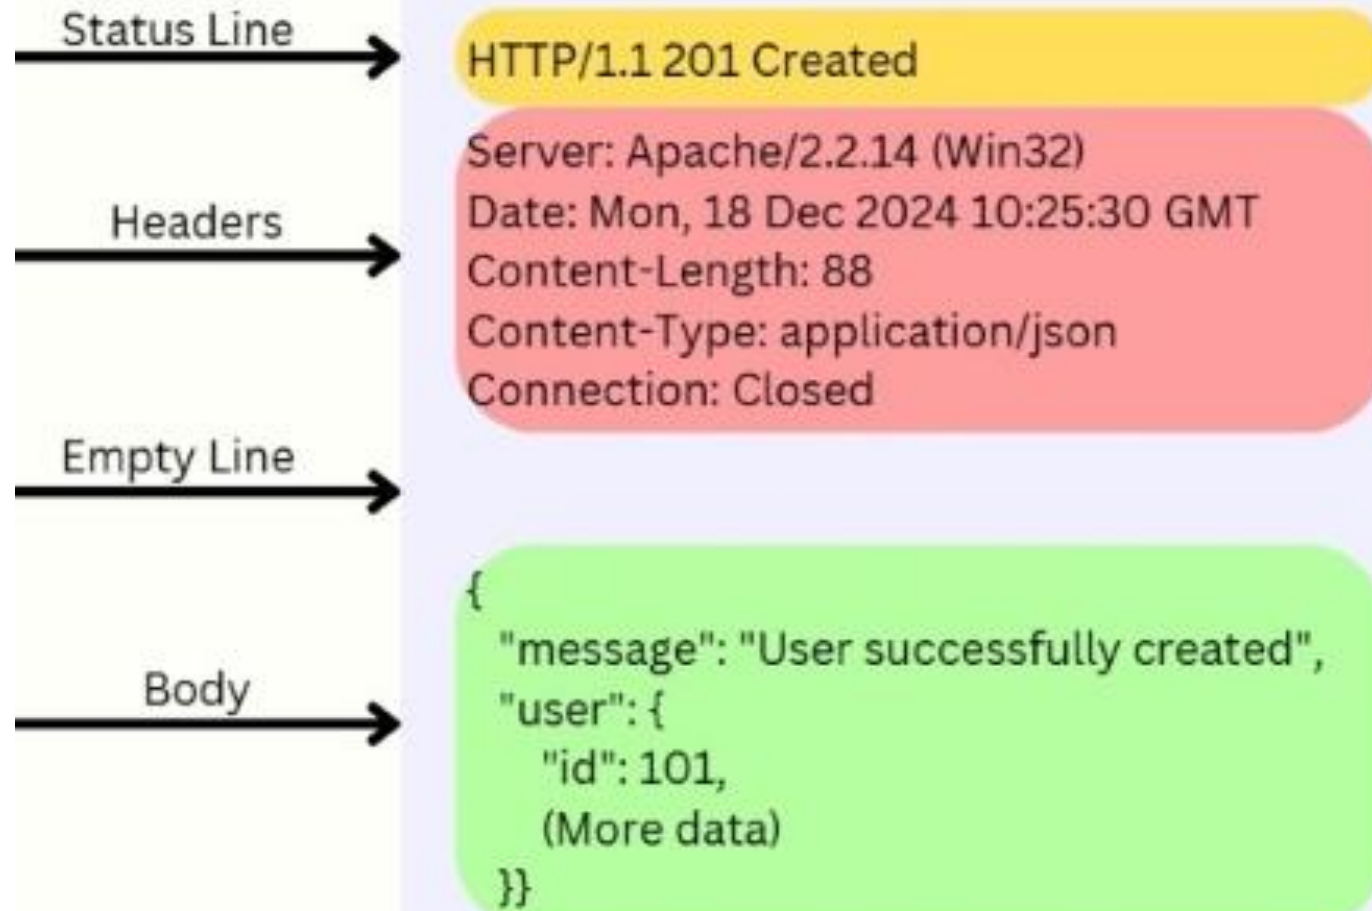 Status Line
HTTP/1.1 201 Created
Headers
Server: Apache/2.2.14 (Win32)
Date: Mon, 18 Dec 2024 10:25:30 GMT
Content-Length: 88
Content-Type: application/json
Connection: Closed
Empty Line
Body
{
"message": "User successfully created",
"user": {
"id": 101,
(More data)
}}